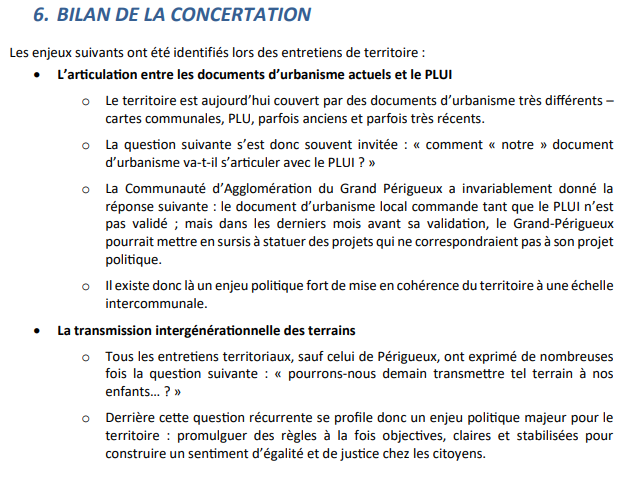 6. BILAN DE LA CONCERTATION
Les enjeux suivants ont été identifiés lors des entretiens de territoire :
• L'articulation entre les documents d'urbanisme actuels et le PLUI
o Le territoire est aujourd'hui couvert par des documents d'urbanisme très différents –
cartes communales, PLU, parfois anciens et parfois très récents.
o La question suivante s'est donc souvent invitée : « comment « notre » document
d'urbanisme va-t-il s'articuler avec le PLUI ? »
o La Communauté d'Agglomération du Grand Périgueux a invariablement donné la
réponse suivante : le document d'urbanisme local commande tant que le PLUI n'est
pas validé ; mais dans les derniers mois avant sa validation, le Grand-Périgueux
pourrait mettre en sursis à statuer des projets qui ne correspondraient pas à son projet
politique.
o Il existe donc là un enjeu politique fort de mise en cohérence du territoire à une échelle
intercommunale.
• La transmission intergénérationnelle des terrains
o Tous les entretiens territoriaux, sauf celui de Périgueux, ont exprimé de nombreuses
fois la question suivante : « pourrons-nous demain transmettre tel terrain à nos
enfants... ? »
o Derrière cette question récurrente se profile donc un enjeu politique majeur pour le
territoire : promulguer des règles à la fois objectives, claires et stabilisées pour
construire un sentiment d'égalité et de justice chez les citoyens.